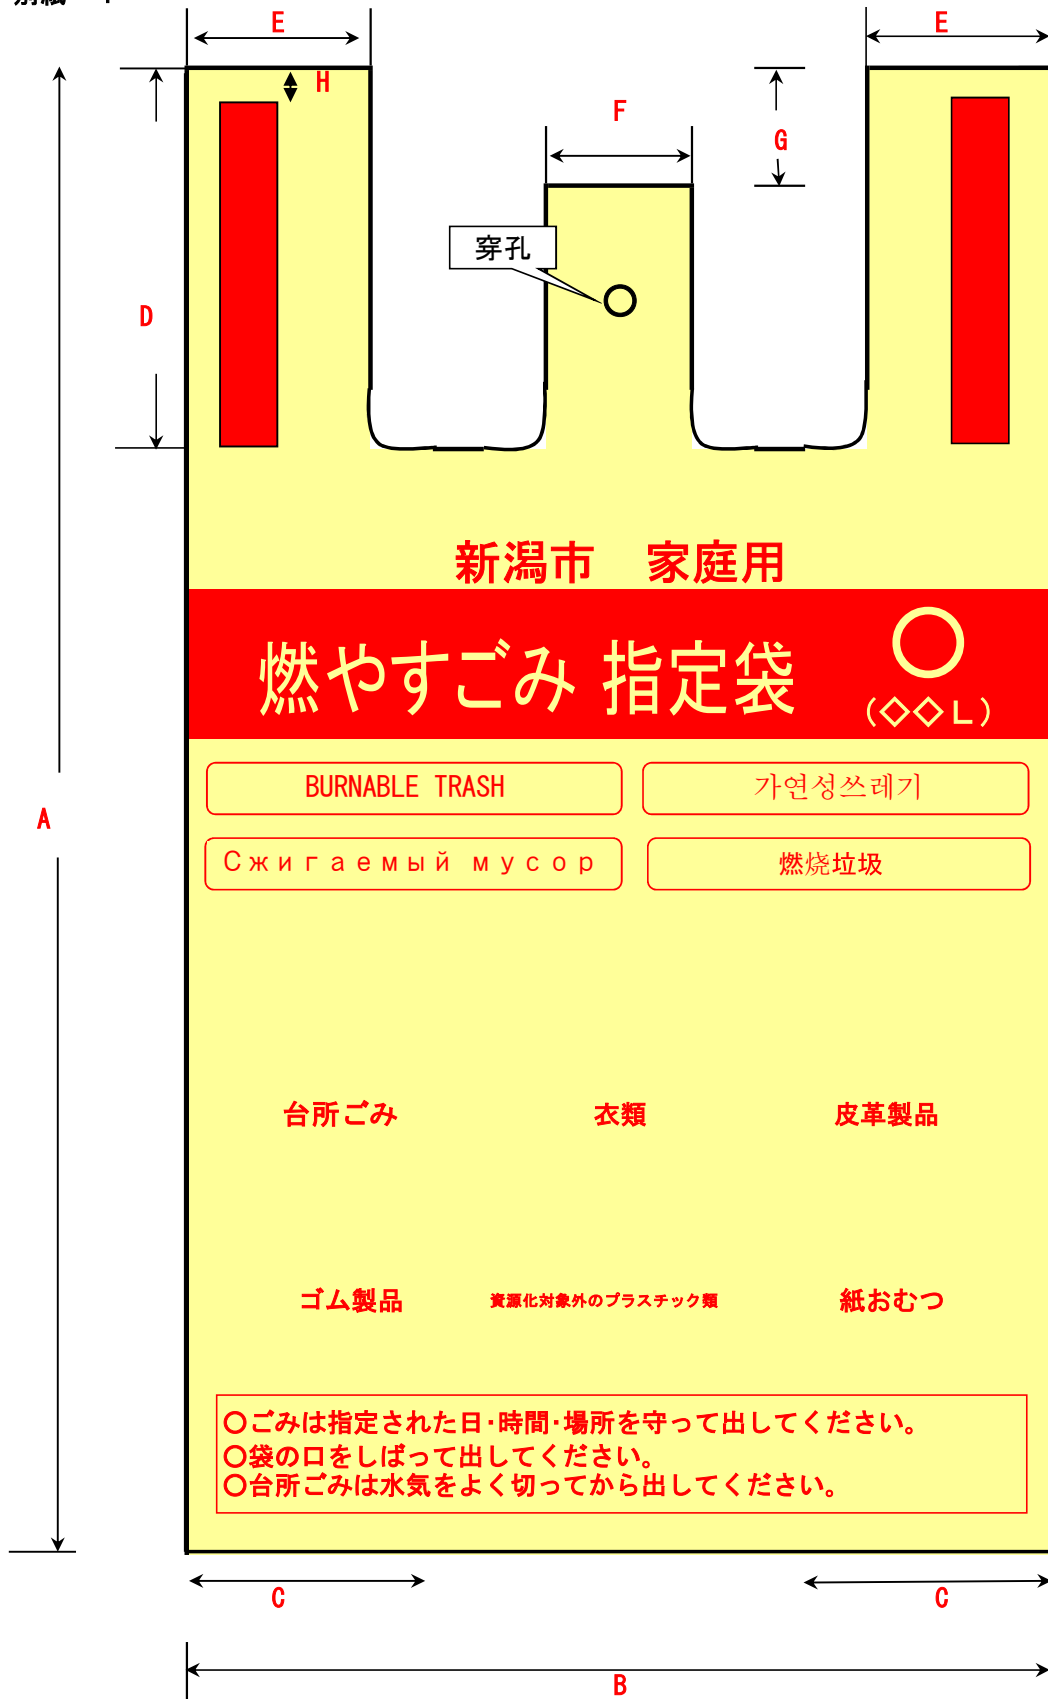 E
E
H
F
G
穿孔
D
新潟市　家庭用
燃やすごみ 指定袋
○
(◇◇L)
BURNABLE TRASH
가연성쓰레기
A
Сжигаемый мусор
燃烧垃圾
台所ごみ
衣類
皮革製品
ゴム製品
資源化対象外のプラスチック類
紙おむつ
○ごみは指定された日・時間・場所を守って出してください。
○袋の口をしばって出してください。
○台所ごみは水気をよく切ってから出してください。
C
C
B